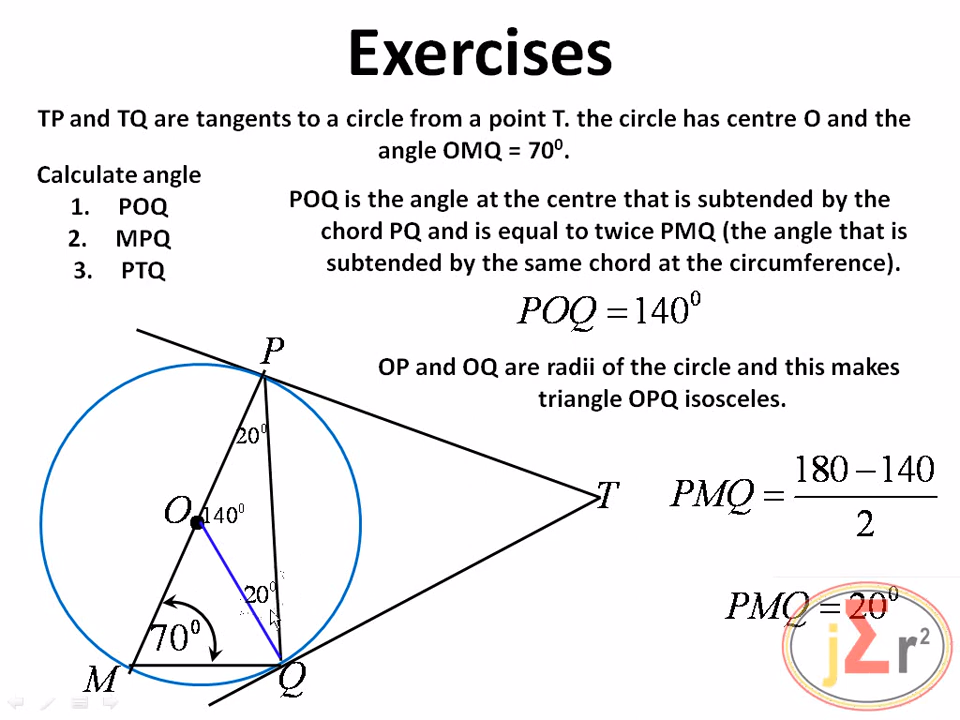 Exercises
TP and TQ are tangents to a circle from a point T. the circle has centre O and the
angle OMQ = 70⁰.
Calculate angle
1. POQ
2. MPQ
3. PTQ
POQ is the angle at the centre that is subtended by the
chord PQ and is equal to twice PMQ (the angle that is
subtended by the same chord at the circumference).
POQ = 140⁰
OP and OQ are radii of the circle and this makes
triangle OPQ isosceles.
PMQ = (180 − 140)/2
PMQ = 20⁰
P
20⁰
O
140⁰
T
20⁰
70⁰
M
Q
jΣr²